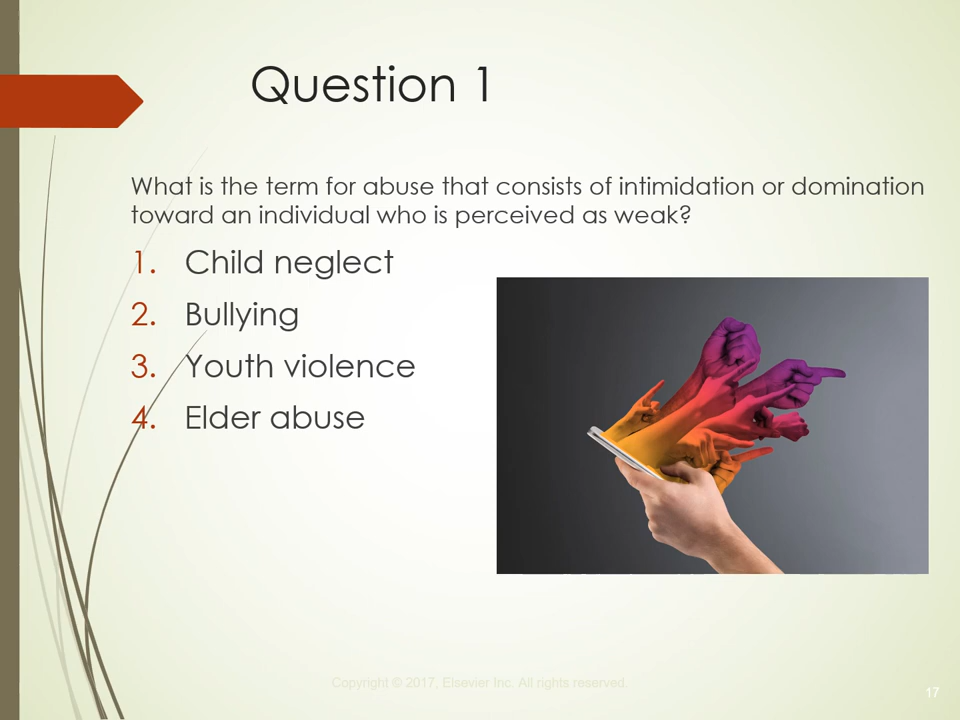 Question 1
What is the term for abuse that consists of intimidation or domination
toward an individual who is perceived as weak?
1. Child neglect
2. Bullying
3. Youth violence
4. Elder abuse
Copyright © 2017, Elsevier Inc. All rights reserved.
17